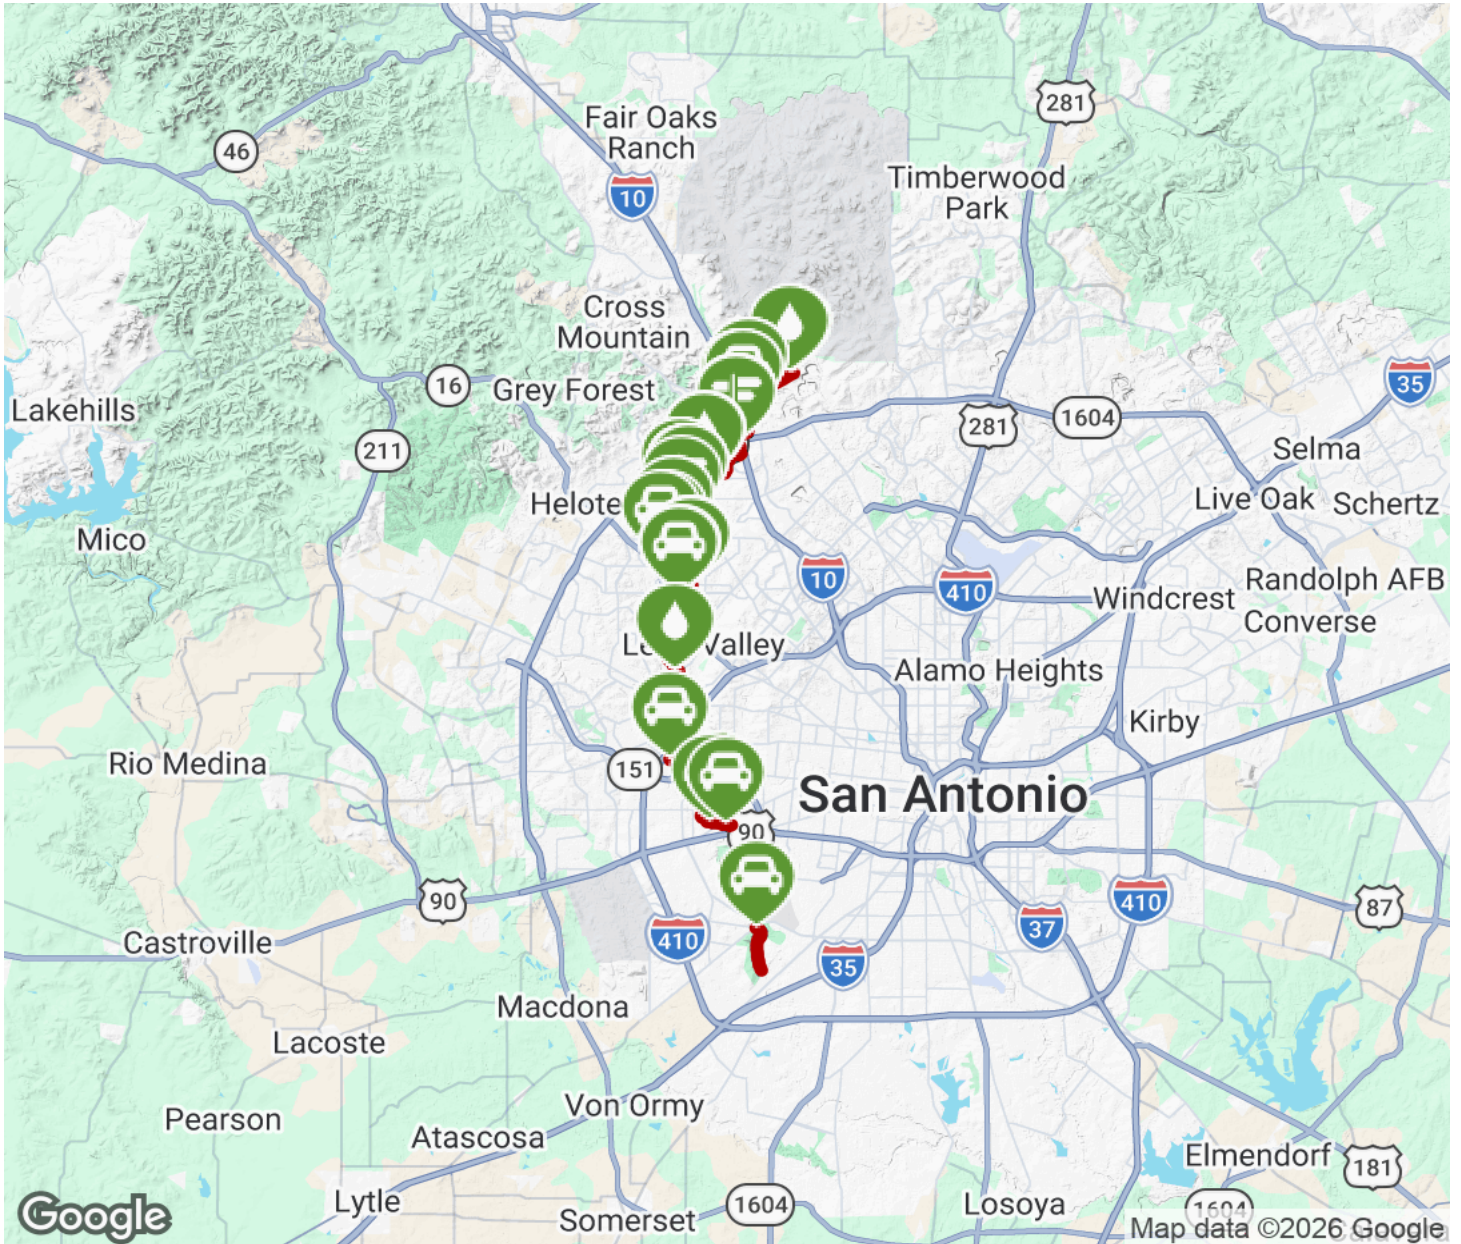 281
Fair Oaks
Ranch
46
10
Timberwood
Park
Cross
Mountain
35
16
Grey Forest
Lakehills
281
1604
211
Selma
Helote
Live Oak
Schertz
Mico
10
410
Randolph AFB
Windcrest
Converse
Le
Valley
Alamo Heights
Kirby
Rio Medina
151
San Antonio
90
90
410
87
Castroville
410
37
35
Macdona
Lacoste
Von Ormy
Pearson
Atascosa
Elmendorf
181
Lytle
1604
Losoya
1604
Somerset
Google
Map data ©2026 Google